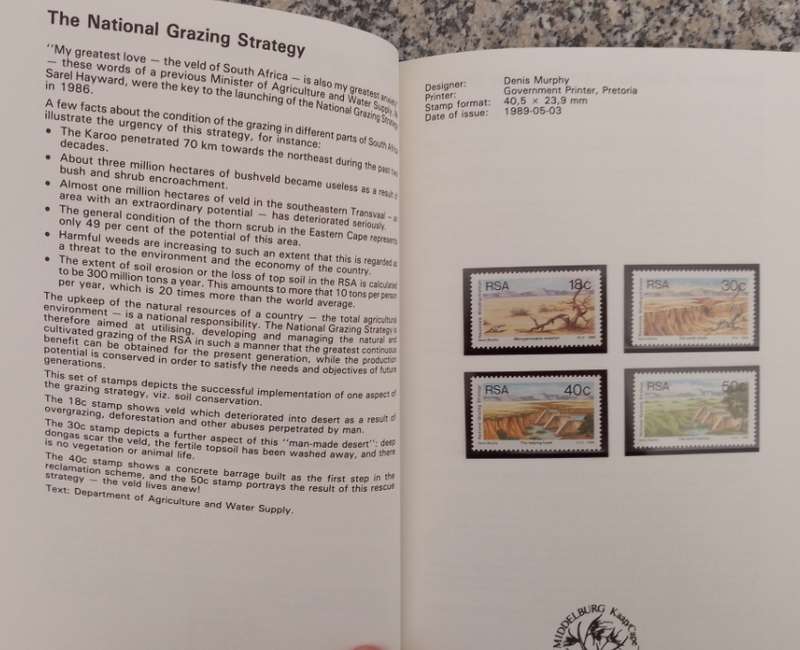 The National Grazing Strategy
"My greatest love — the veld of South Africa — is also my greatest anxiety"
— these words of a previous Minister of Agriculture and Water Supply,
Sarel Hayward, were the key to the launching of the National Grazing Strategy
in 1986.
A few facts about the condition of the grazing in different parts of South Africa
illustrate the urgency of this strategy, for instance:
• The Karoo penetrated 70 km towards the northeast during the past two
decades.
• About three million hectares of bushveld became useless as a result of
bush and shrub encroachment.
• Almost one million hectares of veld in the southeastern Transvaal — an
area with an extraordinary potential — has deteriorated seriously.
• The general condition of the thorn scrub in the Eastern Cape represents
only 49 per cent of the potential of this area.
• Harmful weeds are increasing to such an extent that this is regarded as
a threat to the environment and the economy of the country.
• The extent of soil erosion or the loss of top soil in the RSA is calculated
to be 300 million tons a year. This amounts to more than 10 tons per person
per year, which is 20 times more than the world average.
The upkeep of the natural resources of a country — the total agricultural
environment — is a national responsibility. The National Grazing Strategy is
therefore aimed at utilising, developing and managing the natural and
cultivated grazing of the RSA in such a manner that the greatest continuous
benefit can be obtained for the present generation, while the production
potential is conserved in order to satisfy the needs and objectives of future
generations.
This set of stamps depicts the successful implementation of one aspect of
the grazing strategy, viz. soil conservation.
The 18c stamp shows veld which deteriorated into desert as a result of
overgrazing, deforestation and other abuses perpetrated by man.
The 30c stamp depicts a further aspect of this "man-made desert": deep
dongas scar the veld, the fertile topsoil has been washed away, and there
is no vegetation or animal life.
The 40c stamp shows a concrete barrage built as the first step in the
reclamation scheme, and the 50c stamp portrays the result of this rescue
strategy — the veld lives anew!
Text: Department of Agriculture and Water Supply.
Designer: Denis Murphy
Printer: Government Printer, Pretoria
Stamp format: 40,5 × 23,9 mm
Date of issue: 1989-05-03
RSA 18c
RSA 30c
RSA 40c
RSA 50c
MIDDELBURG Kaap/Cape